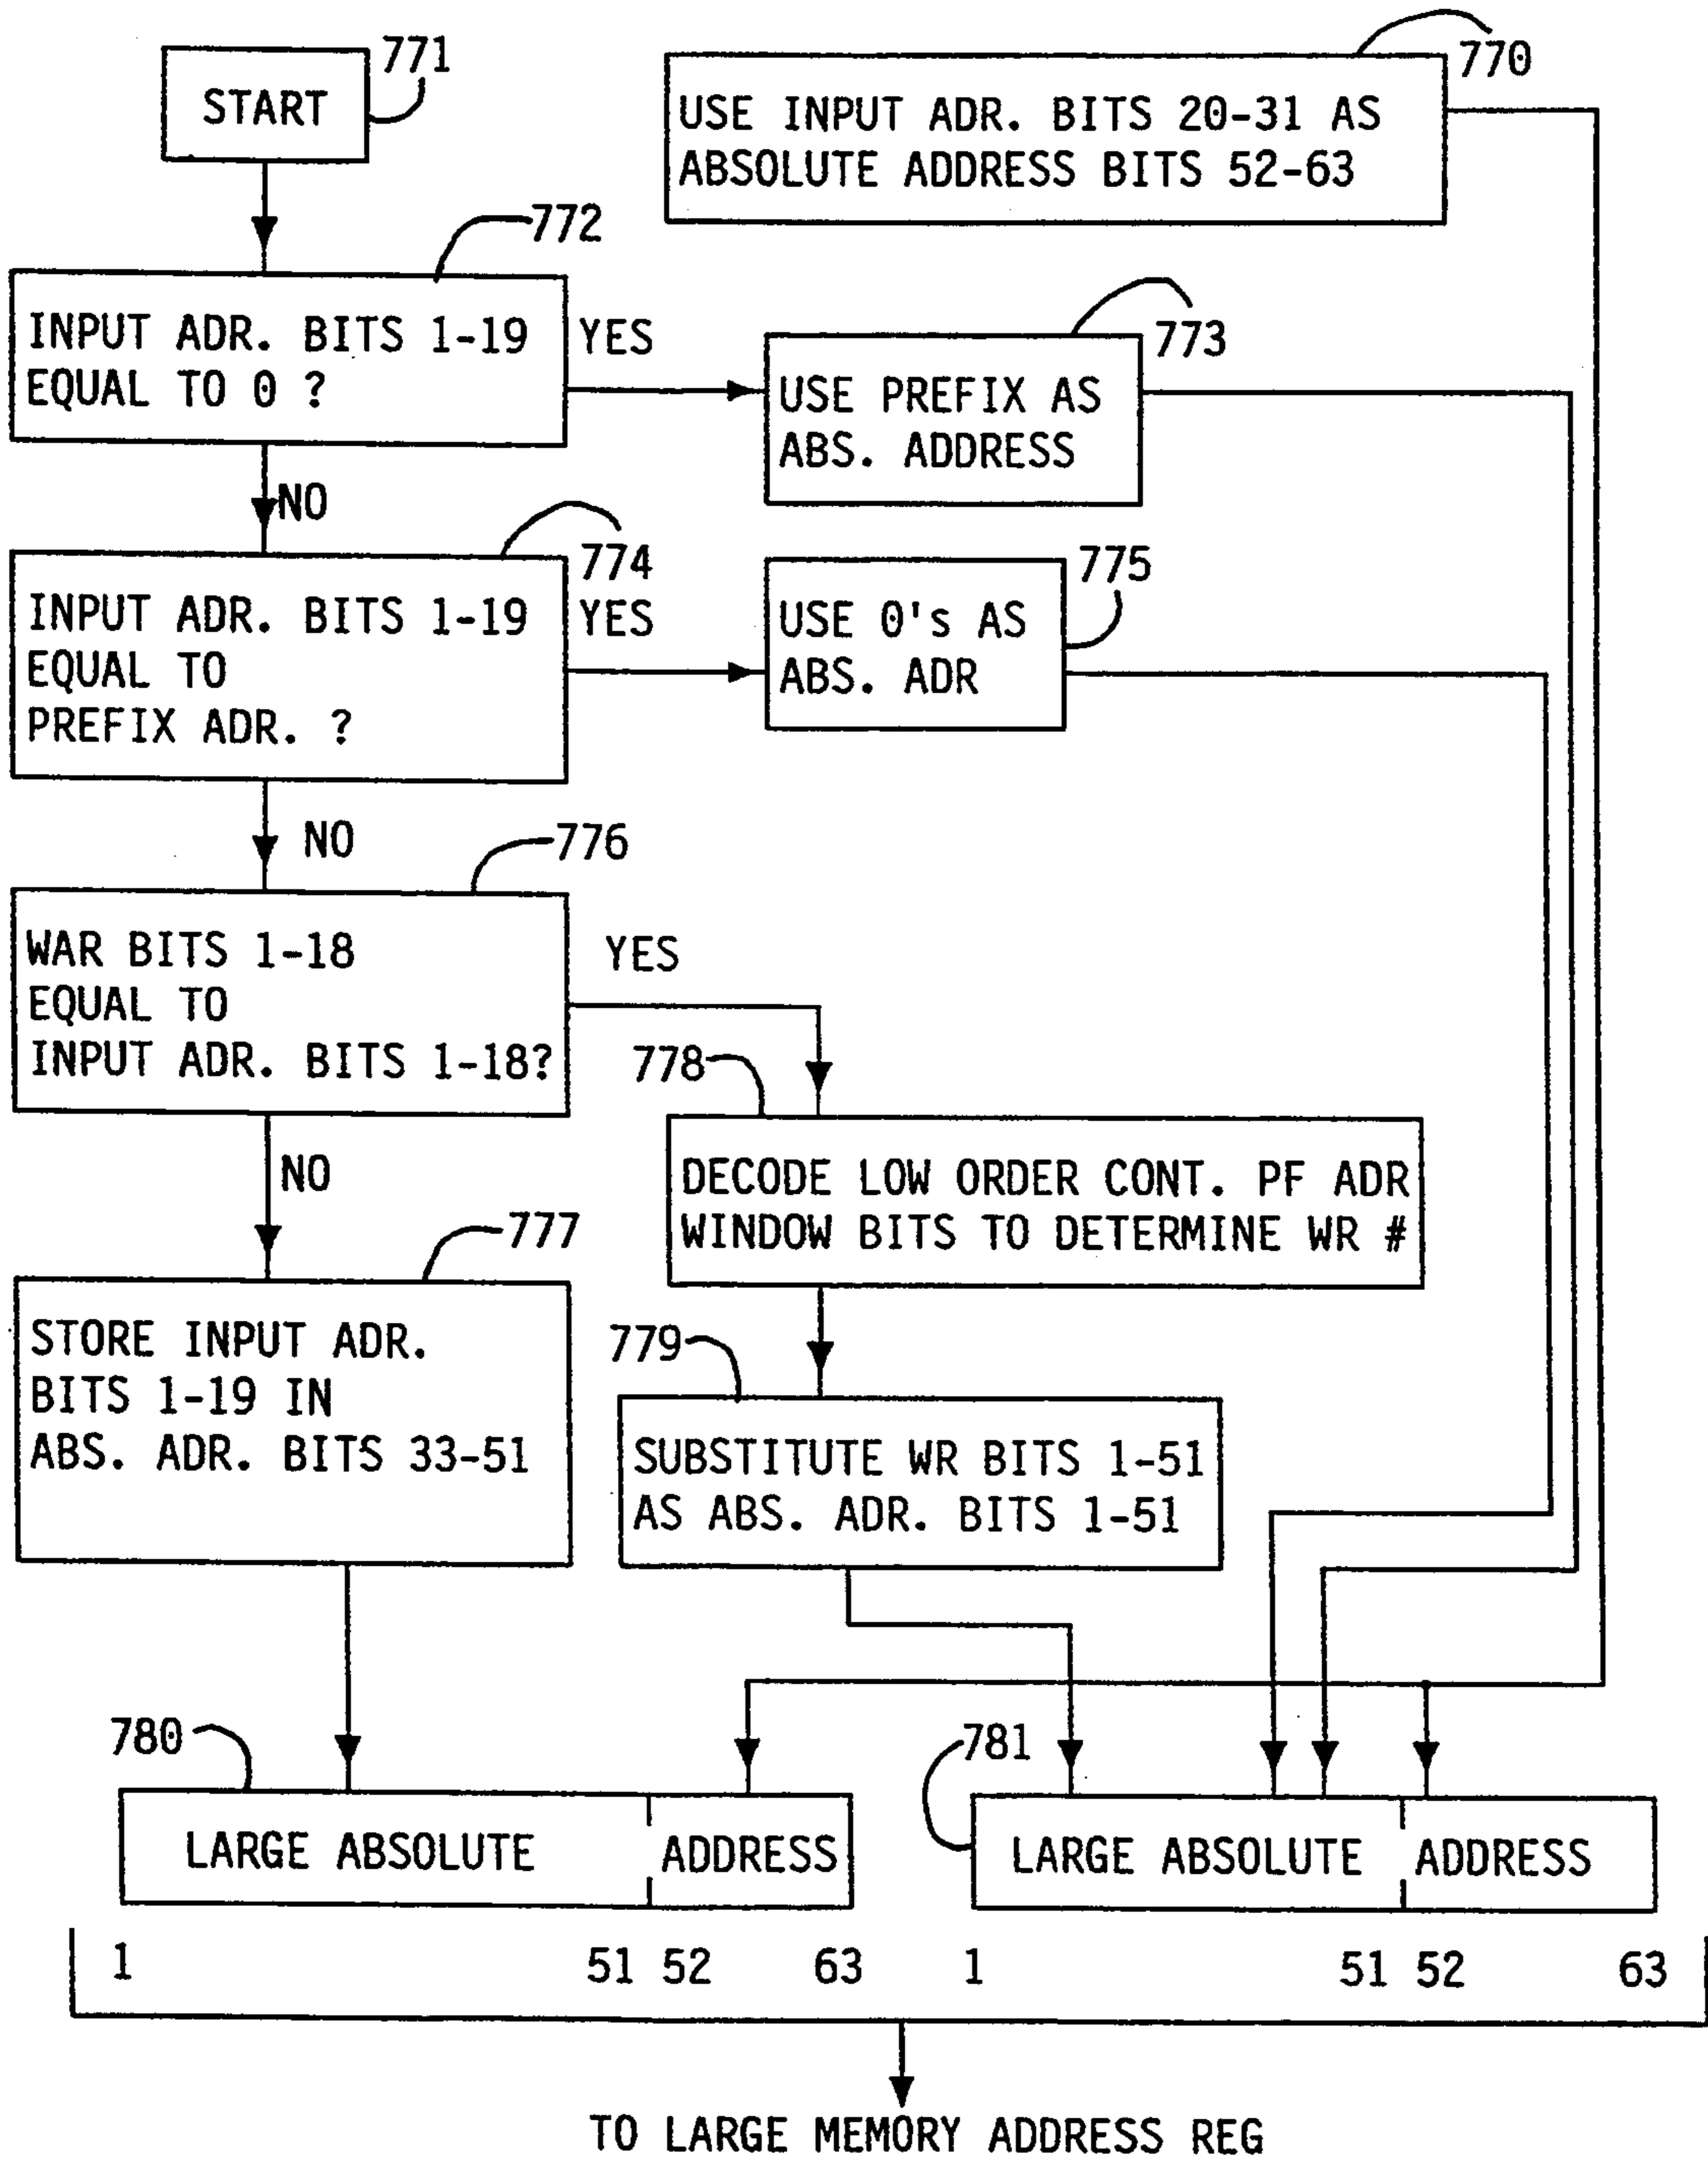 771
START
770
USE INPUT ADR. BITS 20-31 AS
ABSOLUTE ADDRESS BITS 52-63
772
INPUT ADR. BITS 1-19
EQUAL TO 0 ?
YES
773
USE PREFIX AS
ABS. ADDRESS
NO
774
INPUT ADR. BITS 1-19
EQUAL TO
PREFIX ADR. ?
YES
775
USE 0's AS
ABS. ADR
NO
776
WAR BITS 1-18
EQUAL TO
INPUT ADR. BITS 1-18?
YES
778
DECODE LOW ORDER CONT. PF ADR
WINDOW BITS TO DETERMINE WR #
NO
777
STORE INPUT ADR.
BITS 1-19 IN
ABS. ADR. BITS 33-51
779
SUBSTITUTE WR BITS 1-51
AS ABS. ADR. BITS 1-51
780
LARGE ABSOLUTE ADDRESS
781
LARGE ABSOLUTE ADDRESS
1 51 52 63 1 51 52 63
TO LARGE MEMORY ADDRESS REG